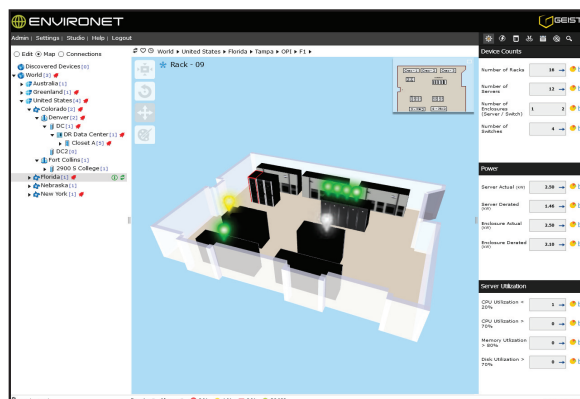 ENVIRONET
GEIST
Admin | Settings | Studio | Help | Logout
Edit Map Connections
World ▸ United States ▸ Florida ▸ Tampa ▸ OPI ▸ F1 ▸
Discovered Devices[0]
World[3]
Australia[1]
Greenland[1]
United States[4]
Colorado[2]
Denver[2]
DC[1]
DR Data Center[1]
Closet A[5]
DC2[0]
Fort Collins[1]
2900 S College[1]
Florida[1]
Nebraska[1]
New York [1]
Rack - 09
Device Counts
Number of Racks 16
Number of Servers 12
Number of Enclosures (Server / Switch) 1 2
Number of Switches 4
Power
Server Actual (kW) 2.50
Server Derated (kW) 2.46
Enclosure Actual (kW) 2.50
Enclosure Derated (kW)
Server Utilization
CPU Utilization < 20% 1
CPU Utilization > 70% 0
Memory Utilization > 80% 0
Disk Utilization > 70% 0